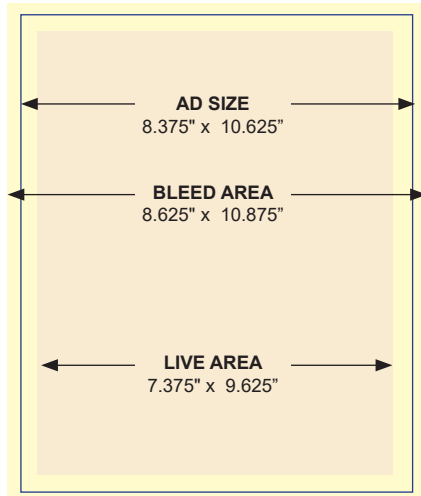 AD SIZE
8.375" x 10.625”
BLEED AREA
8.625" x 10.875”
LIVE AREA
7.375" x 9.625”